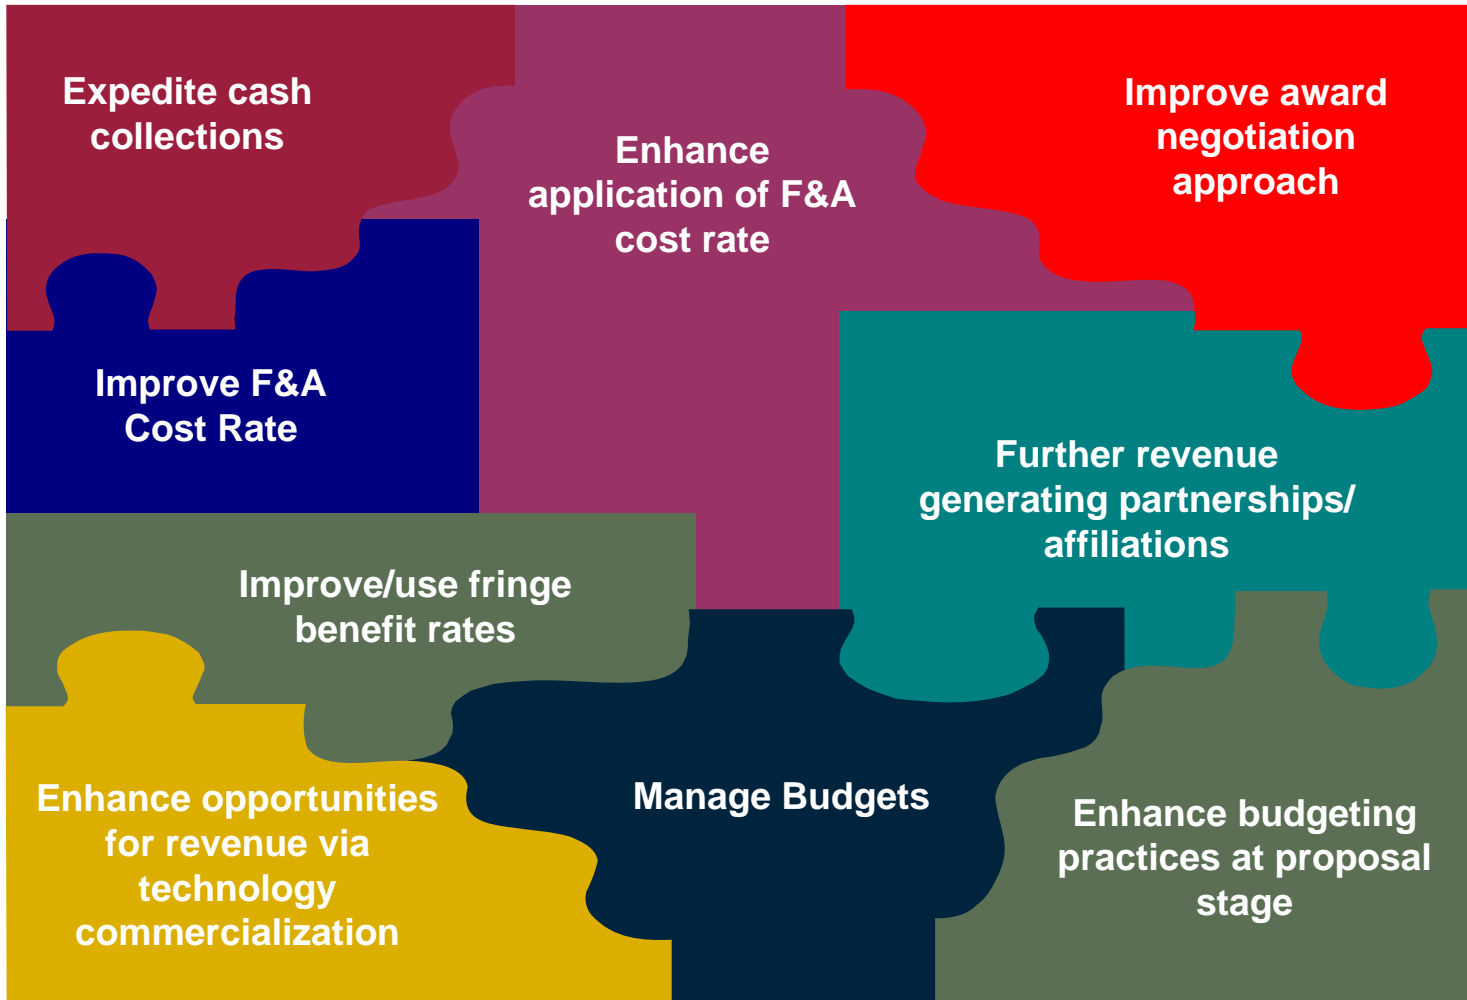 Expedite cash
collections
Enhance
application of F&A
cost rate
Improve award
negotiation
approach
Improve F&A
Cost Rate
Further revenue
generating partnerships/
affiliations
Improve/use fringe
benefit rates
Enhance opportunities
for revenue via
technology
commercialization
Manage Budgets
Enhance budgeting
practices at proposal
stage